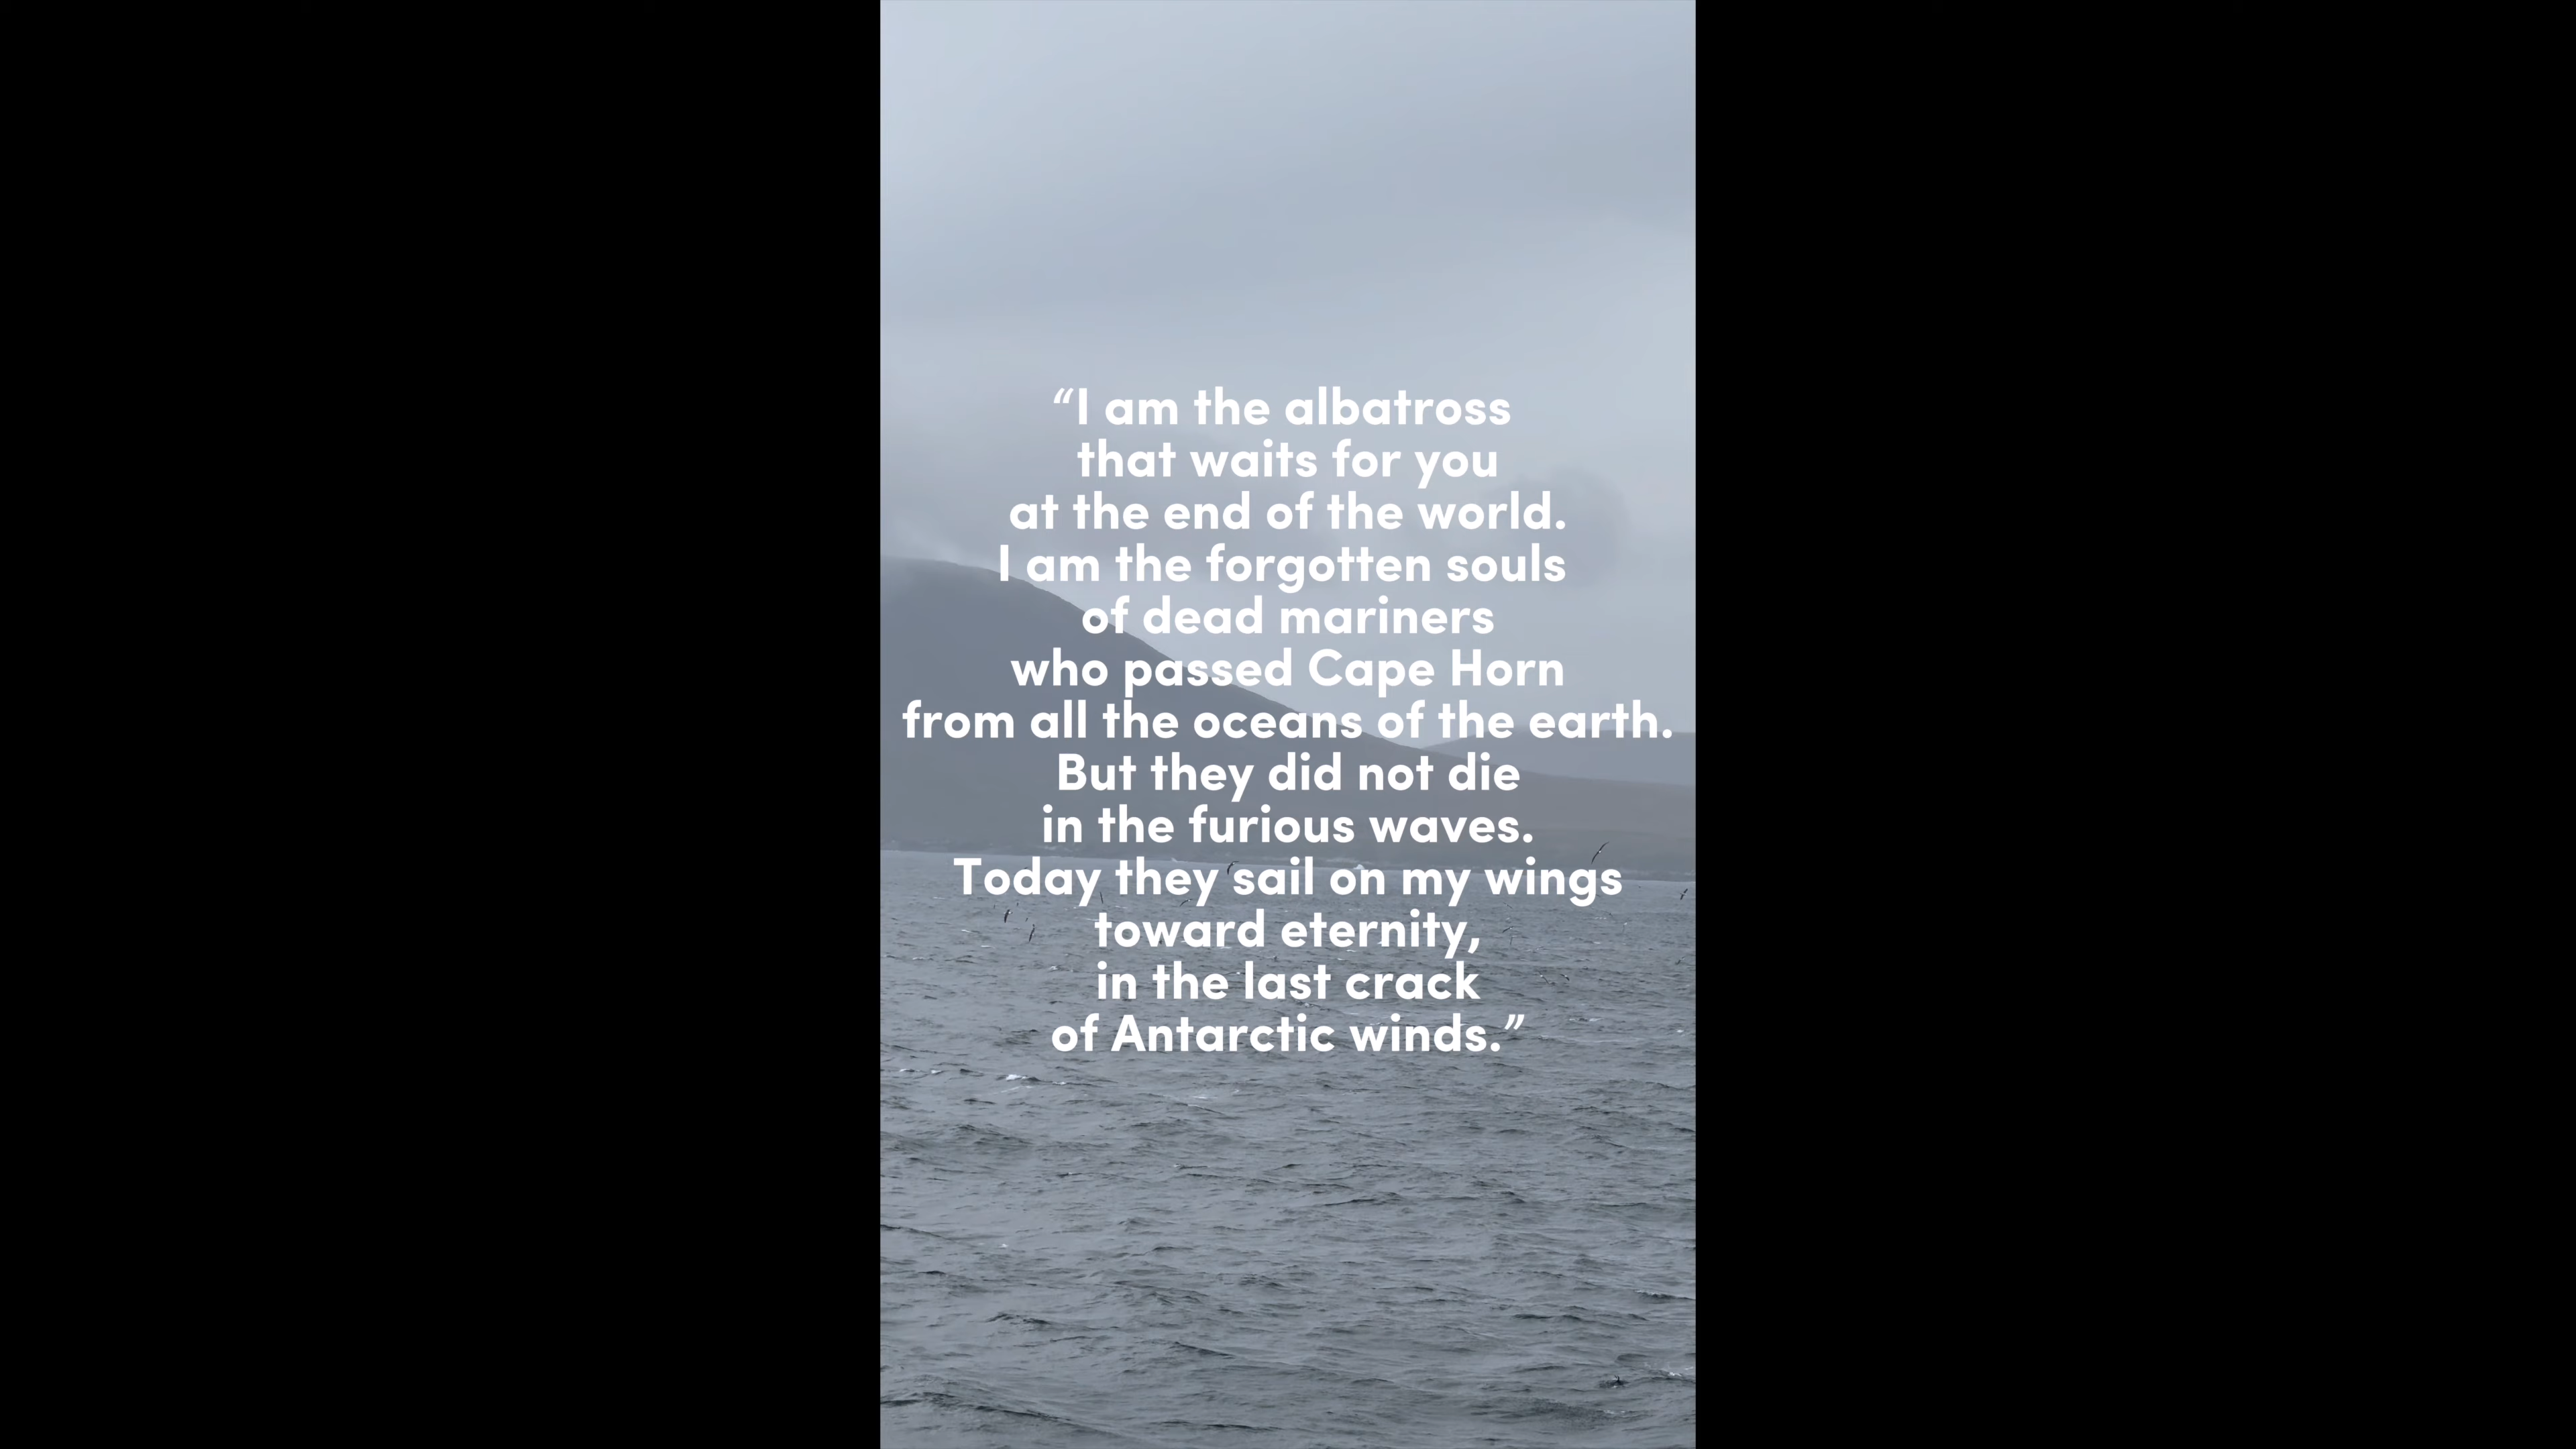 “I am the albatross
that waits for you
at the end of the world.
I am the forgotten souls
of dead mariners
who passed Cape Horn
from all the oceans of the earth.
But they did not die
in the furious waves.
Today they sail on my wings
toward eternity,
in the last crack
of Antarctic winds.”